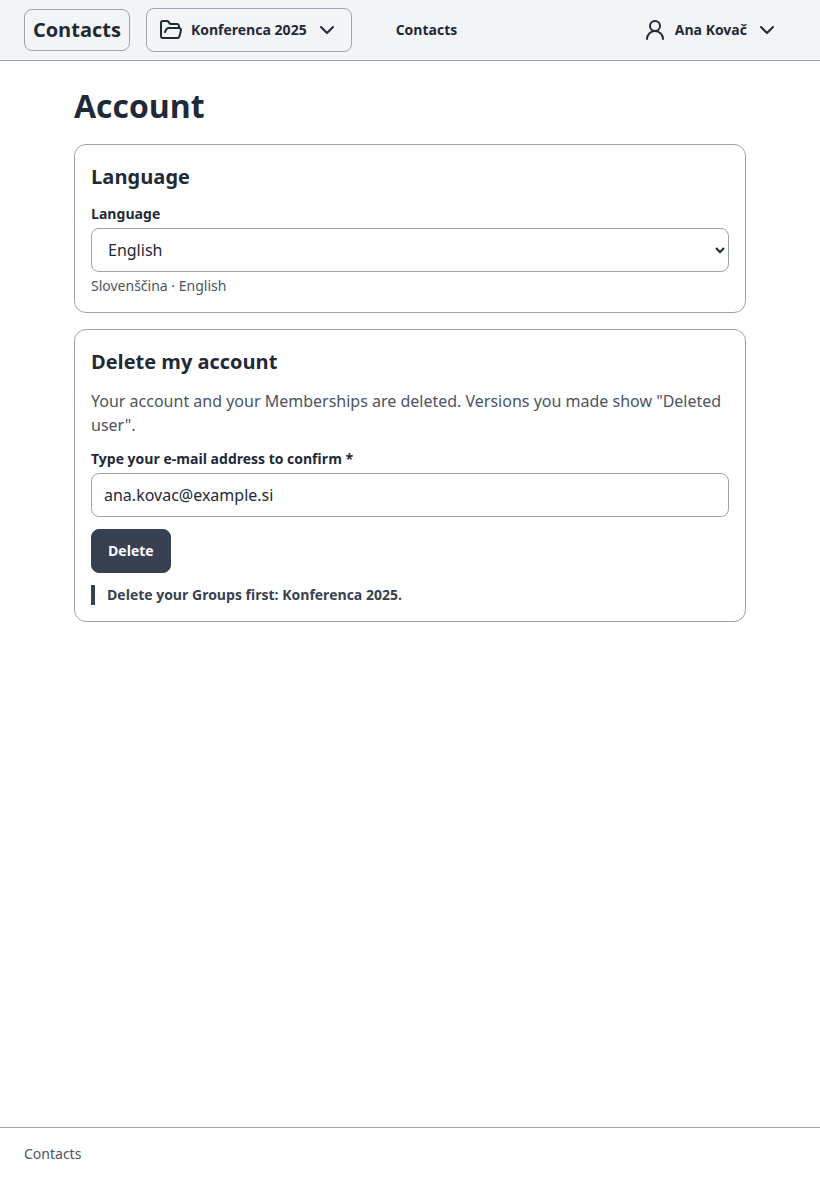 Contacts
Konferenca 2025
Contacts
Ana Kovač
Account
Language
Language
English
Slovenščina · English
Delete my account
Your account and your Memberships are deleted. Versions you made show "Deleted
user".
Type your e-mail address to confirm *
ana.kovac@example.si
Delete
Delete your Groups first: Konferenca 2025.
Contacts